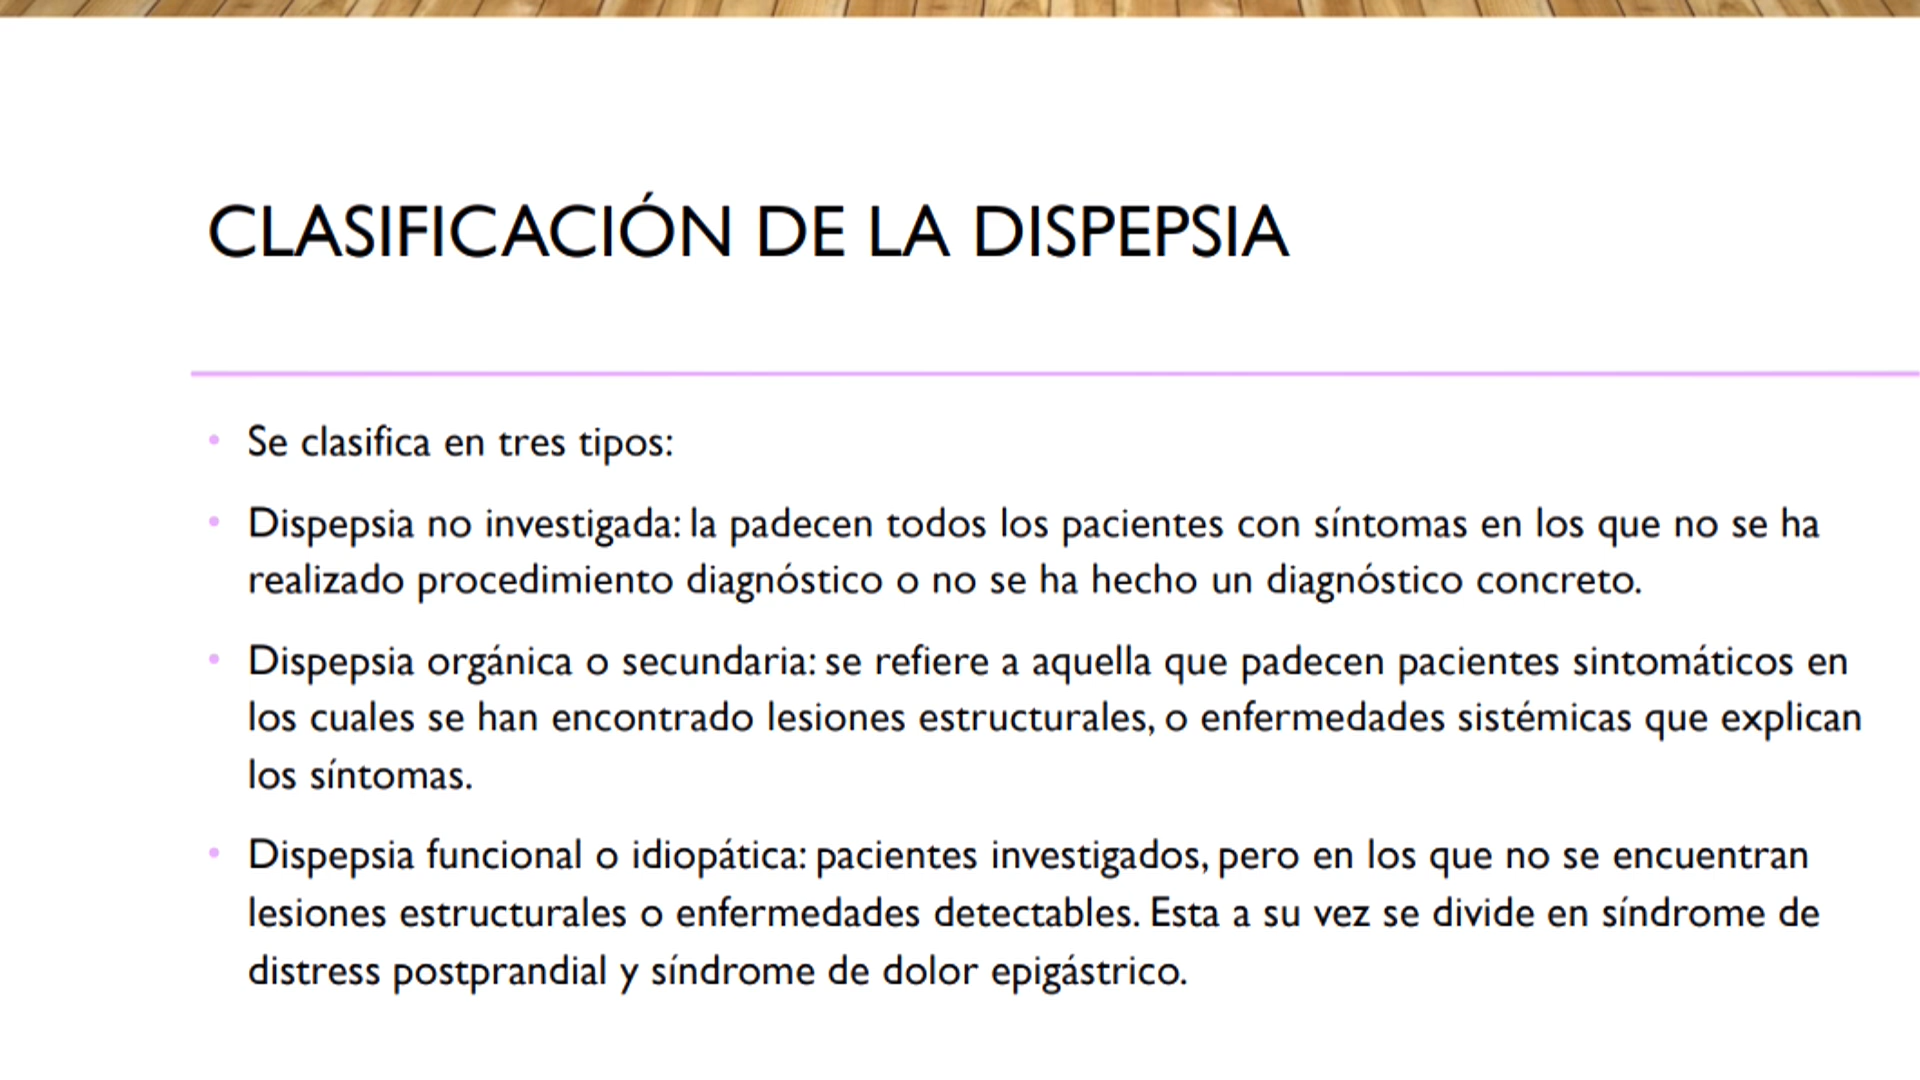 CLASIFICACIÓN DE LA DISPEPSIA
• Se clasifica en tres tipos:
• Dispepsia no investigada: la padecen todos los pacientes con síntomas en los que no se ha
realizado procedimiento diagnóstico o no se ha hecho un diagnóstico concreto.
• Dispepsia orgánica o secundaria: se refiere a aquella que padecen pacientes sintomáticos en
los cuales se han encontrado lesiones estructurales, o enfermedades sistémicas que explican
los síntomas.
• Dispepsia funcional o idiopática: pacientes investigados, pero en los que no se encuentran
lesiones estructurales o enfermedades detectables. Esta a su vez se divide en síndrome de
distress postprandial y síndrome de dolor epigástrico.